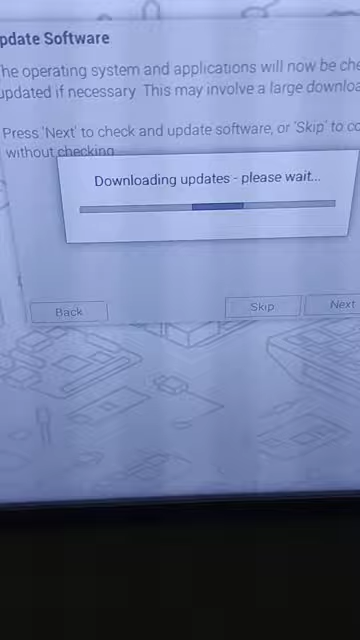 pdate Software
he operating system and applications will now be che
updated if necessary. This may involve a large downloa
Press 'Next' to check and update software, or 'Skip' to co
without checking
Downloading updates - please wait...
Back
Skip
Next